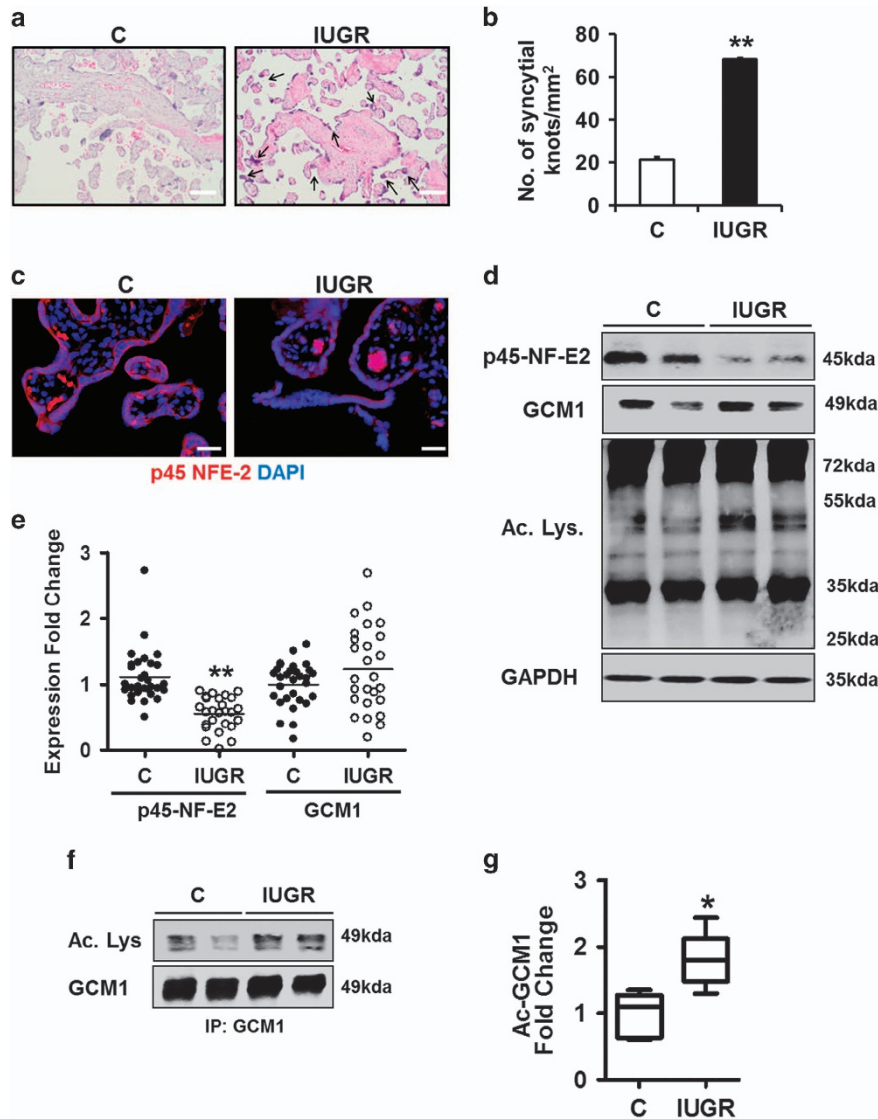 a
C
IUGR
b
No. of syncytial
knots/mm²
80
60
40
20
0
**
C
IUGR
c
C
IUGR
p45 NFE-2 DAPI
d
C
IUGR
p45-NF-E2
45kda
GCM1
49kda
Ac. Lys.
72kda
55kda
35kda
25kda
GAPDH
35kda
e
Expression Fold Change
3
2
1
0
**
C
IUGR
C
IUGR
p45-NF-E2
GCM1
f
C
IUGR
Ac. Lys
49kda
GCM1
49kda
IP: GCM1
g
Ac-GCM1
Fold Change
3
2
1
0
*
C
IUGR